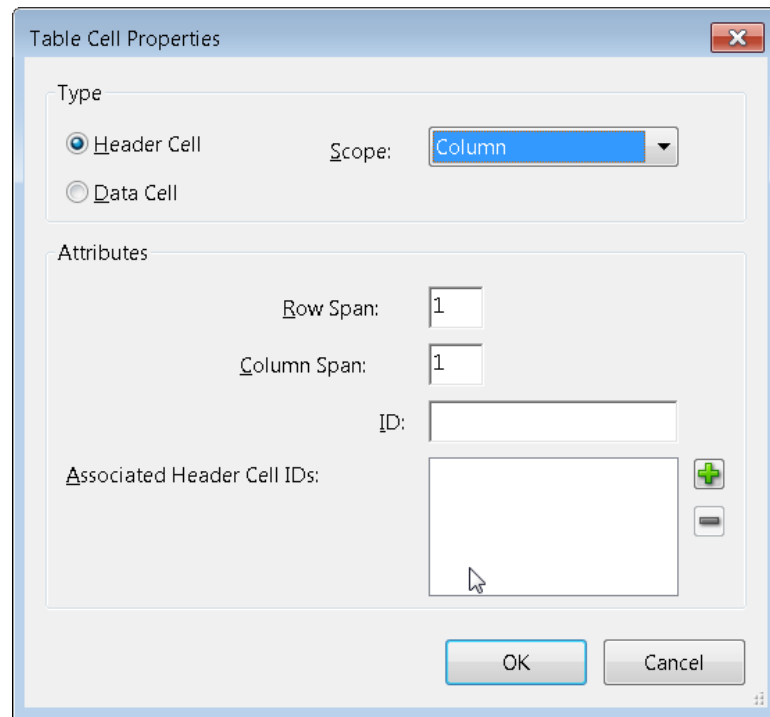 Table Cell Properties
Type
Header Cell
Scope: Column
Data Cell
Attributes
Row Span: 1
Column Span: 1
ID:
Associated Header Cell IDs:
OK Cancel